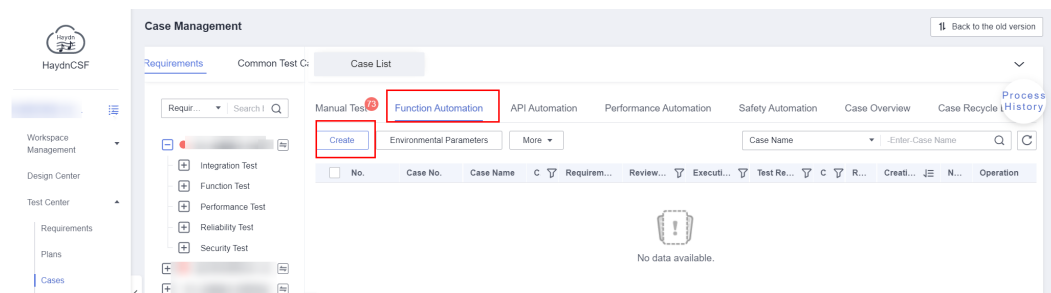 Case Management
Back to the old version
Haydn
HaydnCSF
Requirements
Common Test Ca
Case List
Process
History
Requir...
Search
Manual Test
73
Function Automation
API Automation
Performance Automation
Safety Automation
Case Overview
Case Recycle
Workspace
Management
Design Center
Test Center
Requirements
Plans
Cases
Integration Test
Function Test
Performance Test
Reliability Test
Security Test
Create
Environmental Parameters
More
Case Name
-Enter-Case Name
No.
Case No.
Case Name
C
Requirem...
Review...
Executi...
Test Re...
C
R...
Creati...
N...
Operation
No data available.